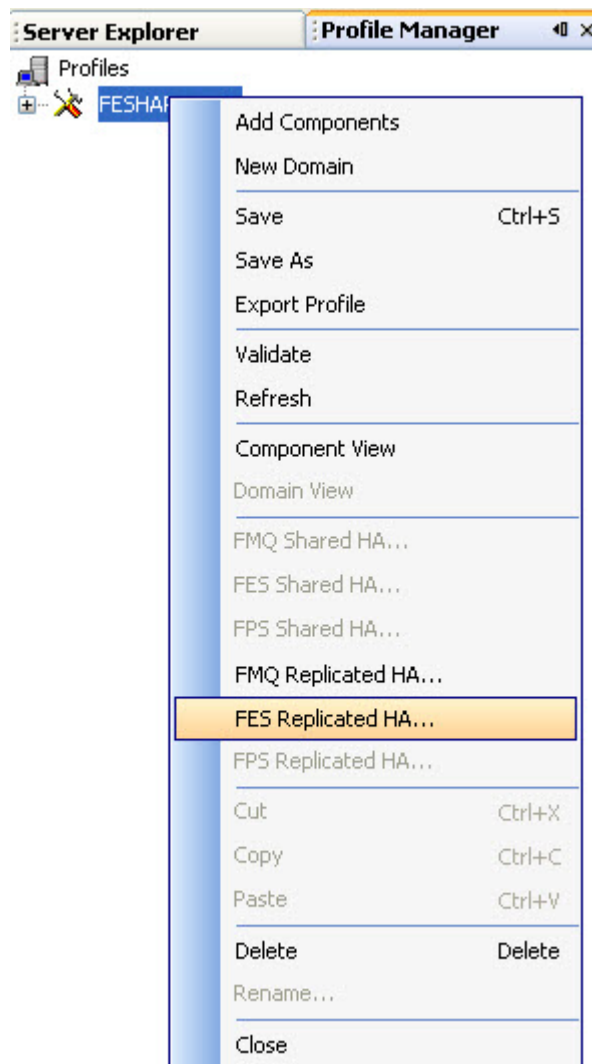 Server Explorer Profile Manager
Profiles
FESHA
Add Components
New Domain
Save Ctrl+S
Save As
Export Profile
Validate
Refresh
Component View
Domain View
FMQ Shared HA...
FES Shared HA...
FPS Shared HA...
FMQ Replicated HA...
FES Replicated HA...
FPS Replicated HA...
Cut Ctrl+X
Copy Ctrl+C
Paste Ctrl+V
Delete Delete
Rename...
Close